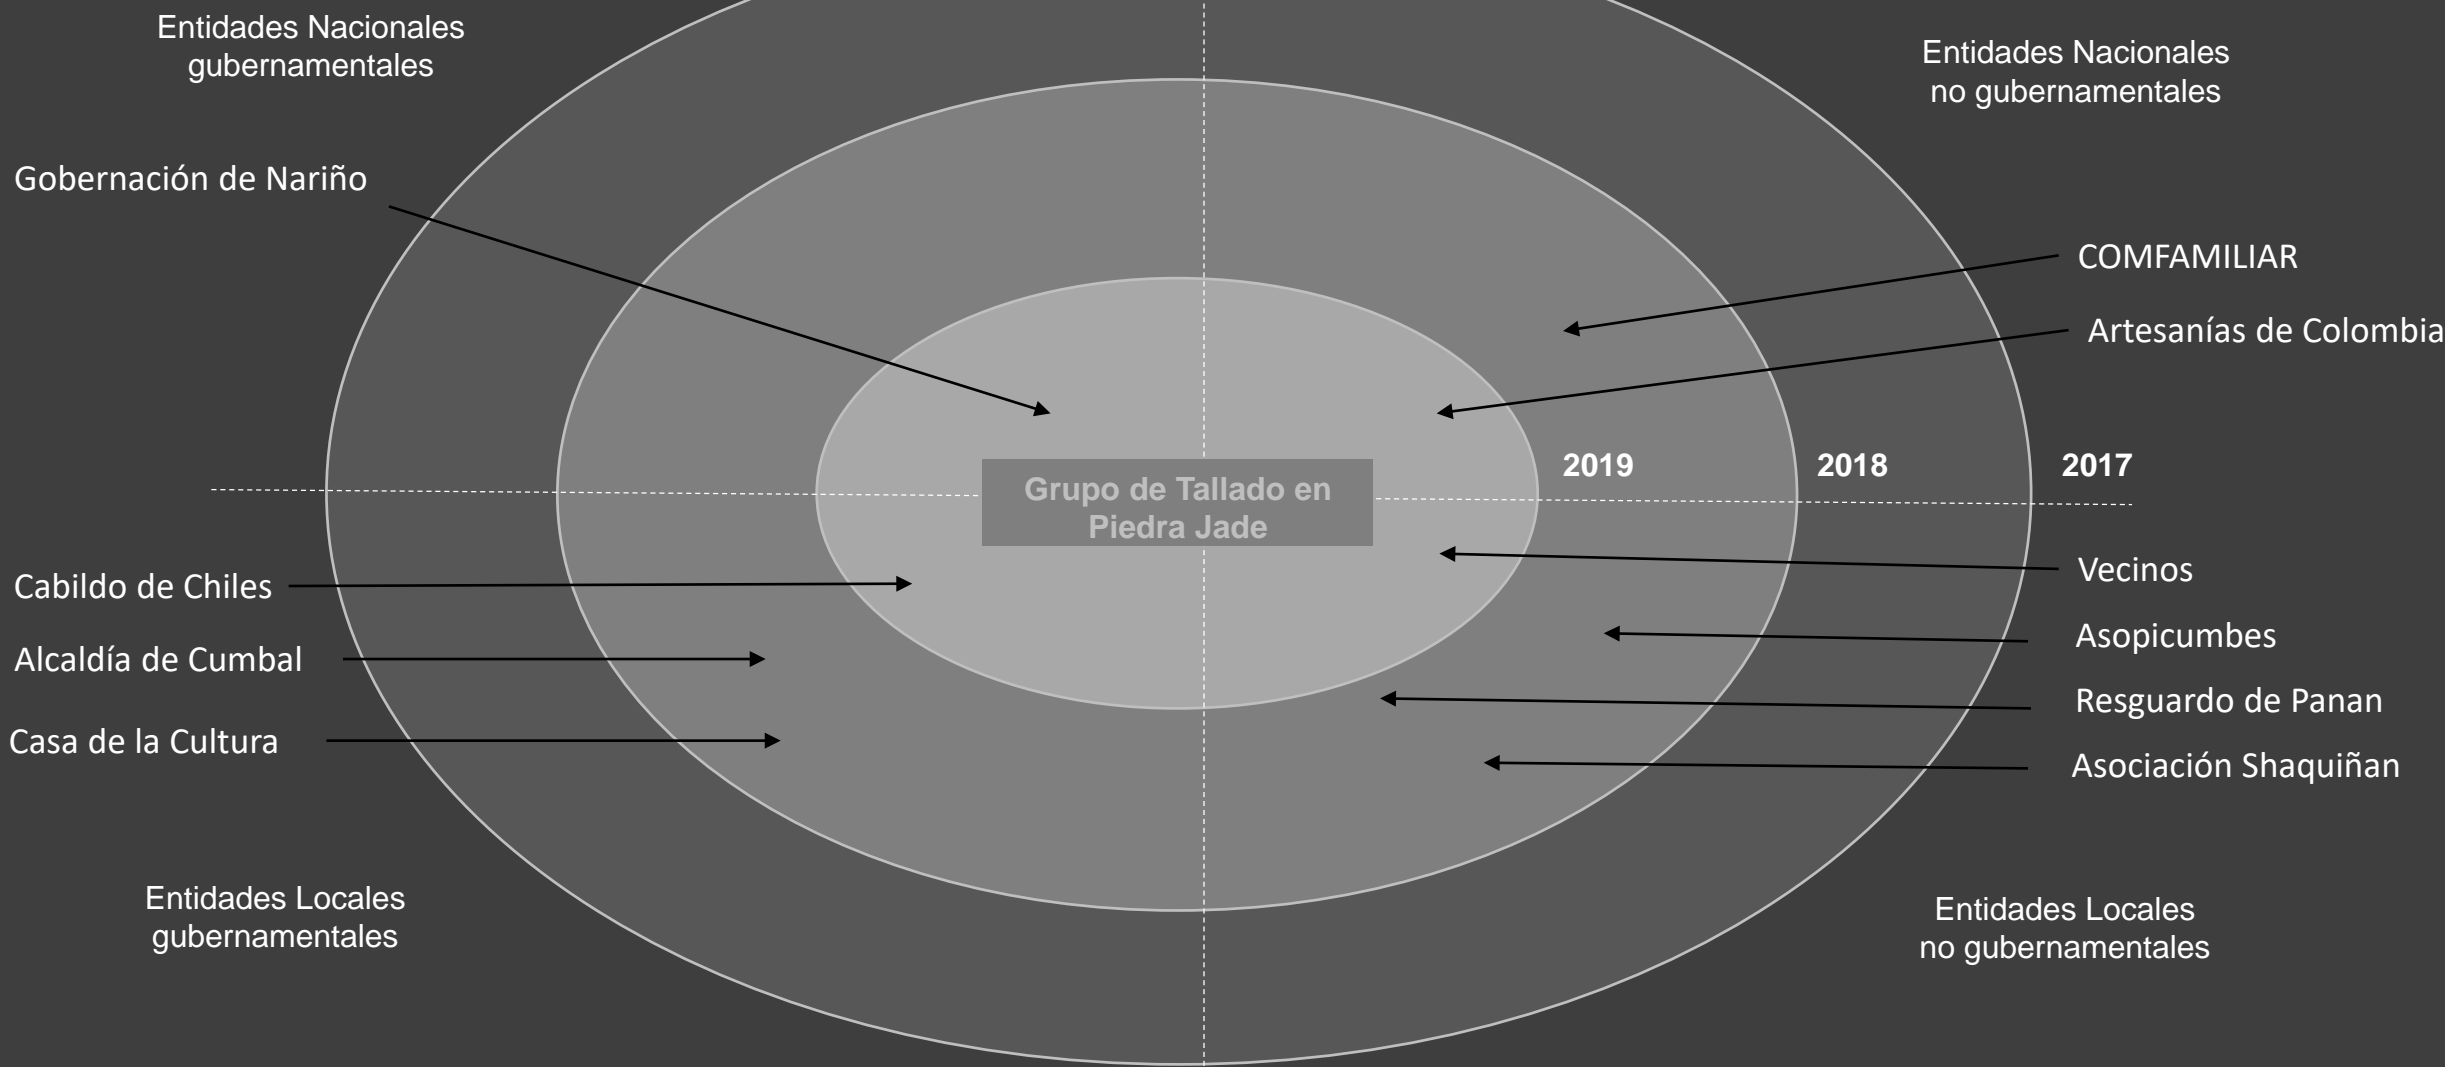 Entidades Nacionales
gubernamentales
Entidades Nacionales
no gubernamentales
Gobernación de Nariño
COMFAMILIAR
Artesanías de Colombia
2019
2018
2017
Grupo de Tallado en
Piedra Jade
Cabildo de Chiles
Alcaldía de Cumbal
Casa de la Cultura
Vecinos
Asopicumbes
Resguardo de Panan
Asociación Shaquiñan
Entidades Locales
gubernamentales
Entidades Locales
no gubernamentales